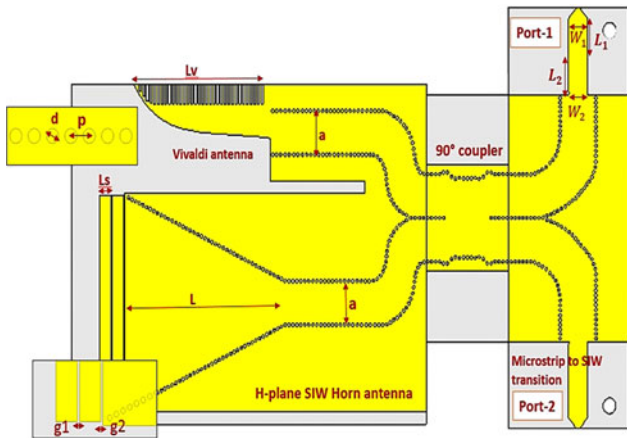 Port-1
W1
L1
L2
W2
Lv
d
p
a
Vivaldi antenna
90° coupler
Ls
L
a
H-plane SIW Horn antenna
Microstrip to SIW
transition
Port-2
g1
g2